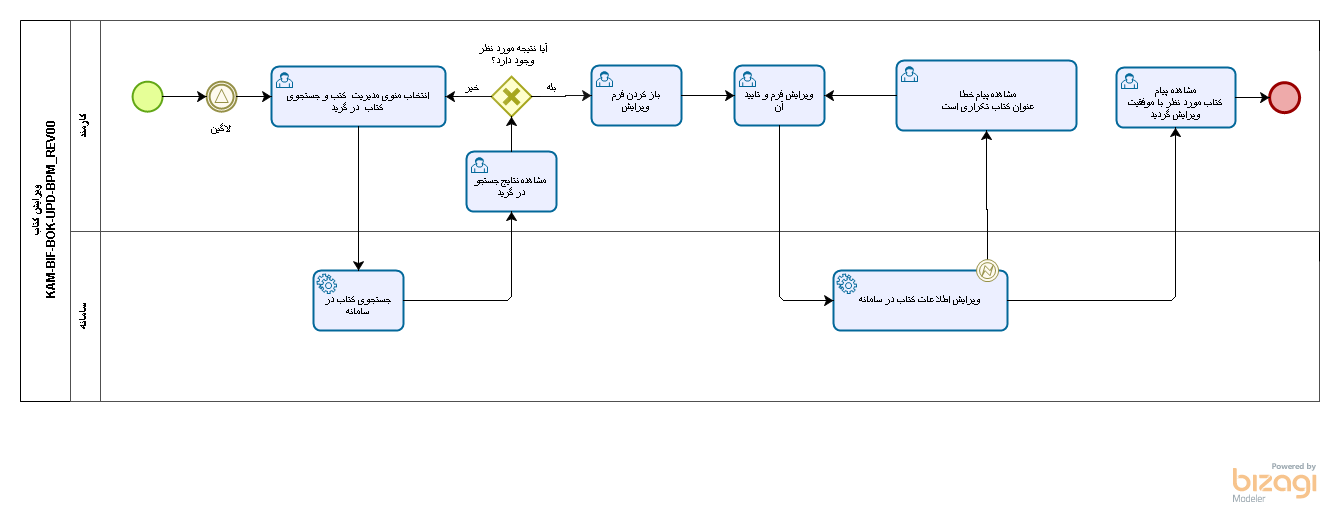 ویرایش کتاب
KAM-BIF-BOK-UPD-BPM_REV00
کارمند
سامانه
لاگین
انتخاب منوی مدیریت کتب و جستجوی
کتاب در گرید
خیر
آیا نتیجه مورد نظر
وجود دارد؟
بله
مشاهده نتایج جستجو
در گرید
باز کردن فرم
ویرایش
ویرایش فرم و تایید
آن
مشاهده پیام خطا
عنوان کتاب تکراری است
مشاهده پیام
کتاب مورد نظر با موفقیت
ویرایش گردید
جستجوی کتاب در
سامانه
ویرایش اطلاعات کتاب در سامانه
Powered by
bizagi
Modeler